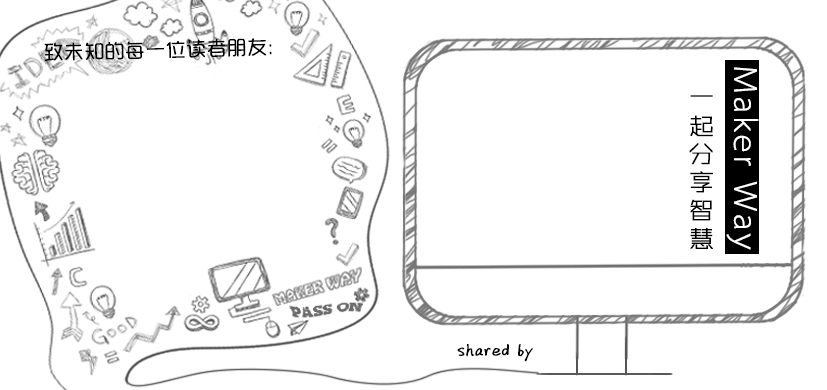 致未知的每一位读者朋友:
IDEA
E
C
GOOD
MAKER WAY
PASS ON
Maker Way
一起分享智慧
shared by